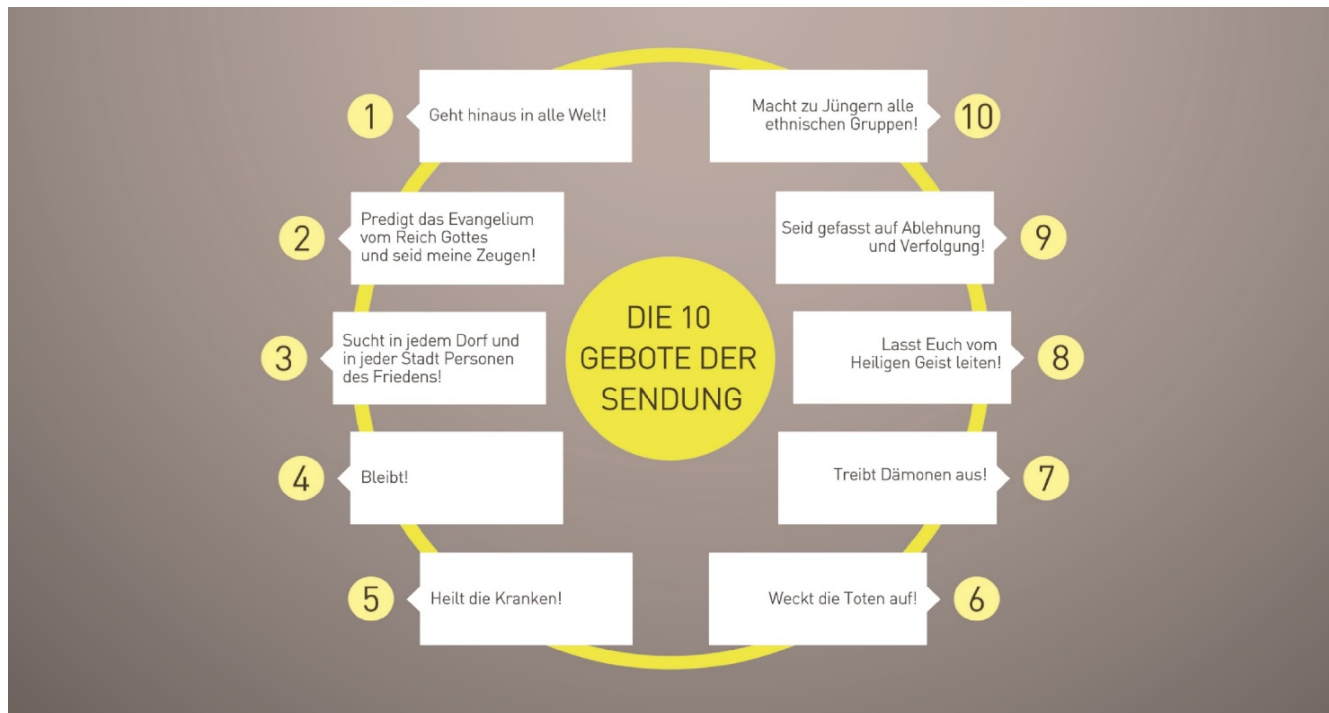 DIE 10
GEBOTE DER
SENDUNG
1
Geht hinaus in alle Welt!
2
Predigt das Evangelium
vom Reich Gottes
und seid meine Zeugen!
3
Sucht in jedem Dorf und
in jeder Stadt Personen
des Friedens!
4
Bleibt!
5
Heilt die Kranken!
6
Weckt die Toten auf!
7
Treibt Dämonen aus!
8
Lasst Euch vom
Heiligen Geist leiten!
9
Seid gefasst auf Ablehnung
und Verfolgung!
10
Macht zu Jüngern alle
ethnischen Gruppen!